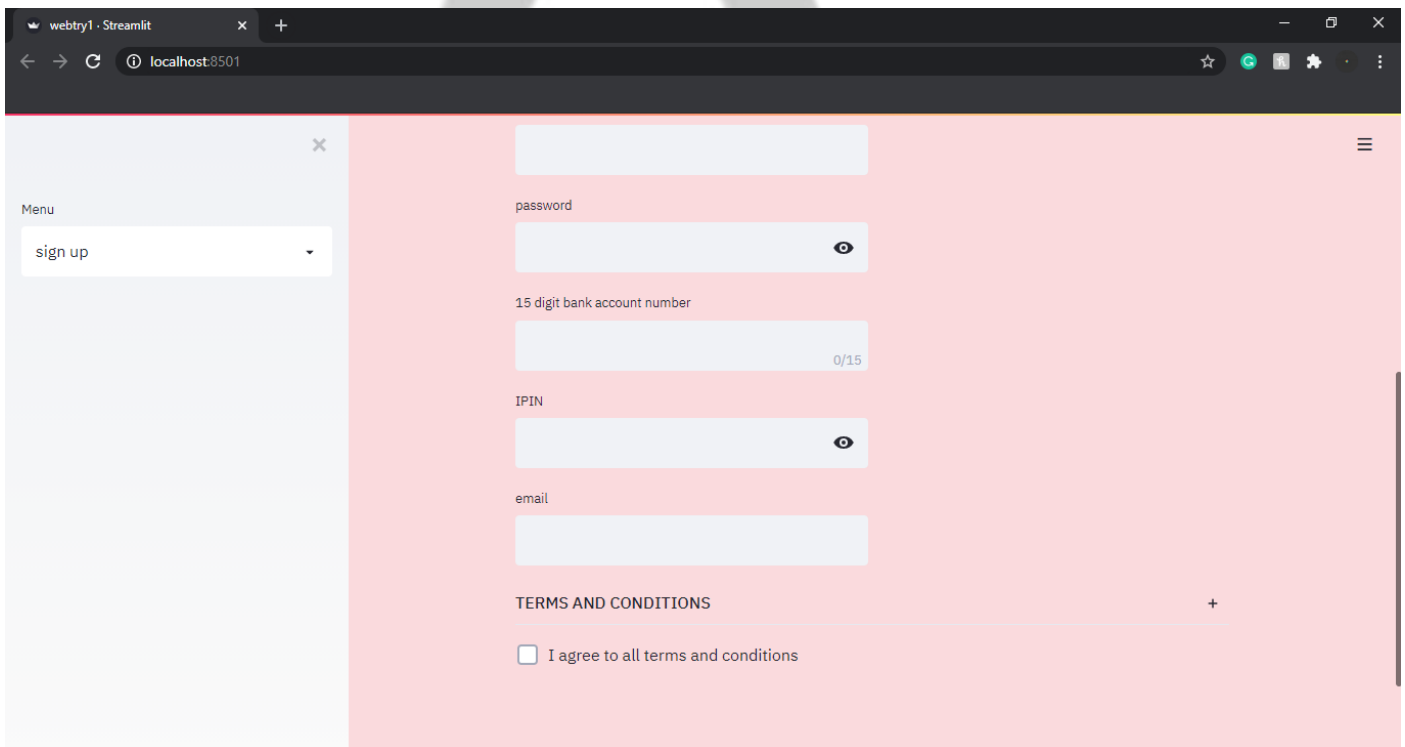 webtry1 · Streamlit
localhost:8501
Menu
sign up
password
15 digit bank account number
0/15
IPIN
email
TERMS AND CONDITIONS
I agree to all terms and conditions